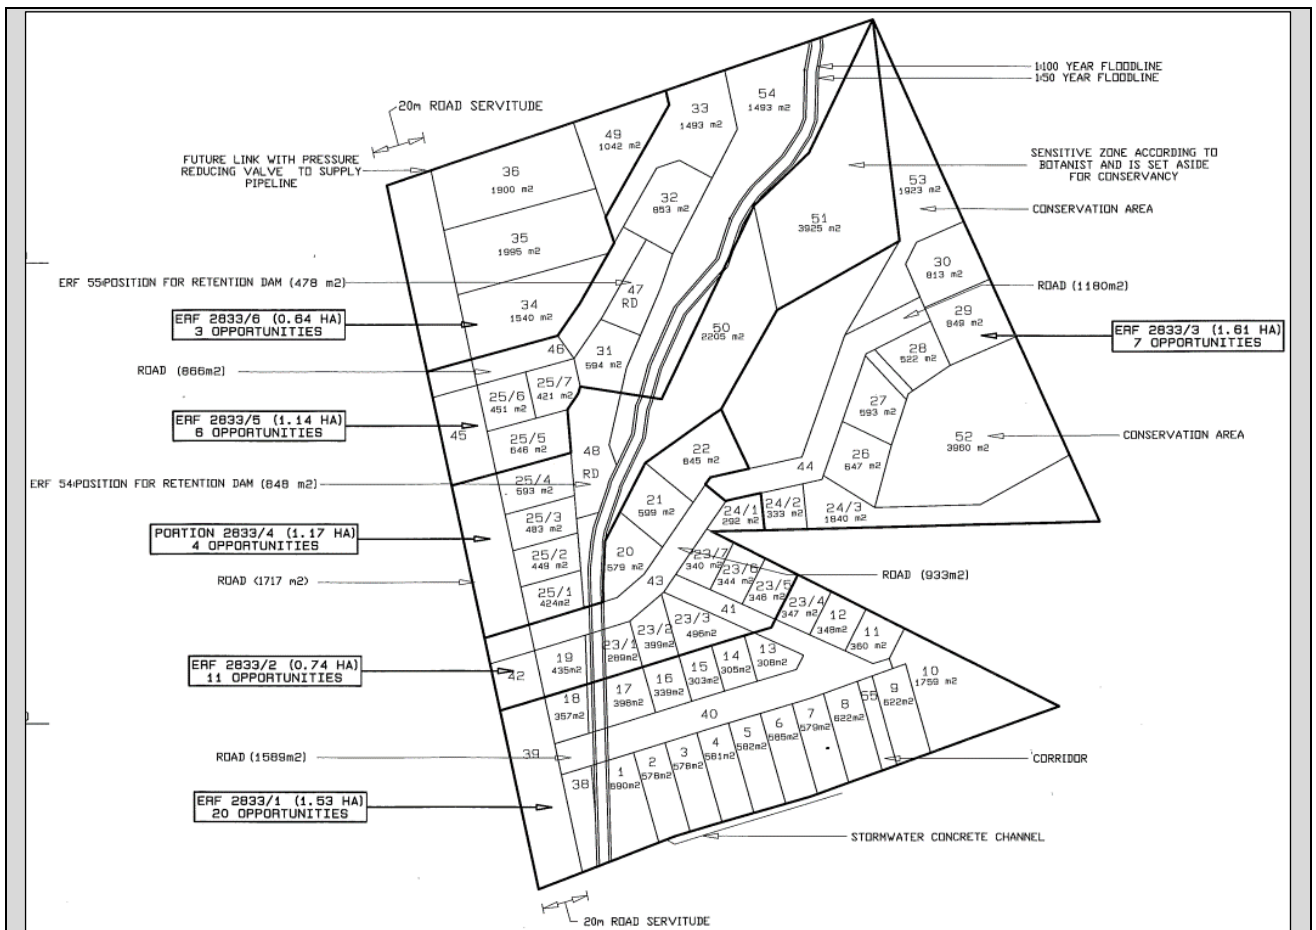 1:100 YEAR FLOODLINE
1:50 YEAR FLOODLINE
20m ROAD SERVITUDE
FUTURE LINK WITH PRESSURE
REDUCING VALVE TO SUPPLY
PIPELINE
54
1493 m2
33
1493 m2
49
1042 m2
36
1900 m2
SENSITIVE ZONE ACCORDING TO
BOTANIST AND IS SET ASIDE
FOR CONSERVANCY
53
1923 m2
CONSERVATION AREA
32
853 m2
51
3925 m2
35
1995 m2
30
813 m2
ERF 55:POSITION FOR RETENTION DAM (478 m2)
47
RD
ROAD (1180m2)
34
1540 m2
29
849 m2
ERF 2833/6 (0.64 HA)
3 OPPORTUNITIES
50
2205 m2
ERF 2833/3 (1.61 HA)
7 OPPORTUNITIES
46
31
594 m2
28
522 m2
ROAD (866m2)
25/7
421 m2
25/6
451 m2
27
593 m2
ERF 2833/5 (1.14 HA)
6 OPPORTUNITIES
45
25/5
646 m2
52
3960 m2
CONSERVATION AREA
48
RD
22
645 m2
26
647 m2
44
ERF 54:POSITION FOR RETENTION DAM (848 m2)
25/4
593 m2
21
599 m2
24/1
292 m2
24/2
333 m2
24/3
1840 m2
25/3
483 m2
PORTION 2833/4 (1.17 HA)
4 OPPORTUNITIES
25/2
449 m2
20
579 m2
23/7
340 m2
23/6
344 m2
23/5
346 m2
ROAD (933m2)
ROAD (1717 m2)
43
25/1
424m2
41
23/4
347 m2
12
348m2
11
360 m2
23/3
496m2
23/2
399m2
23/1
289m2
ERF 2833/2 (0.74 HA)
11 OPPORTUNITIES
42
19
435m2
13
308m2
14
305m2
15
303m2
16
339m2
17
398m2
18
357m2
10
1759 m2
9
622m2
55
8
622m2
7
579m2
6
585m2
5
582m2
4
581m2
3
578m2
2
578m2
1
590m2
40
39
38
ROAD (1589m2)
CORRIDOR
ERF 2833/1 (1.53 HA)
20 OPPORTUNITIES
STORMWATER CONCRETE CHANNEL
20m ROAD SERVITUDE